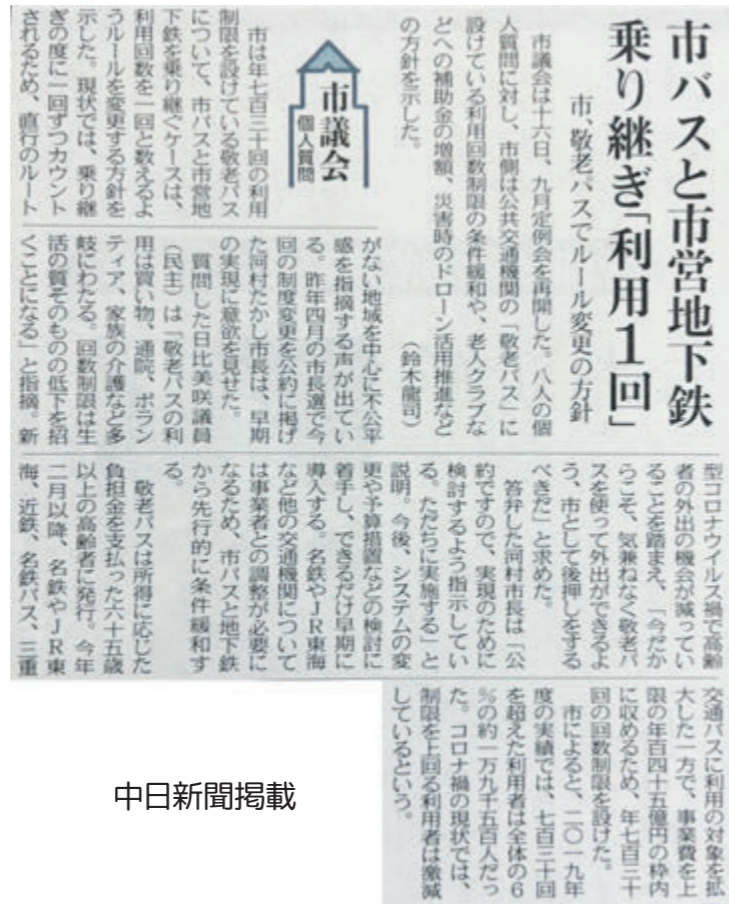 市バスと市営地下鉄
乗り継ぎ「利用1回」
市、敬老パスでルール変更の方針
市議会は十六日、九月定例会を再開した。八人の個
人質問に対し、市側は公共交通機関の「敬老パス」に
設けている利用回数制限の条件緩和や、老人クラブな
どへの補助金の増額、災害時のドローン活用推進など
の方針を示した。
（鈴木龍司）
市議会
個人質問
市は年七百三十回の利用
制限を設けている敬老パス
について、市バスと市営地
下鉄を乗り継ぐケースは、
利用回数を一回と数えるよ
うルールを変更する方針を
示した。現状では、乗り継
ぎの度に一回ずつカウント
されるため、直行のルート
がない地域を中心に不公平
感を指摘する声が出てい
る。昨年四月の市長選で今
回の制度変更を公約に掲げ
た河村たかし市長は、早期
の実現に意欲を見せた。
質問した日比美咲議員
（民主）は「敬老パスの利
用は買い物、通院、ボラン
ティア、家族の介護など多
岐にわたる。回数制限は生
活の質そのものの低下を招
くことになる」と指摘。新
型コロナウイルス禍で高齢
者の外出の機会が減ってい
ることを踏まえ、「今だか
らこそ、気兼ねなく敬老パ
スを使って外出ができるよ
う、市として後押しをする
べきだ」と求めた。
答弁した河村市長は「公
約ですので、実現のために
検討するよう指示してい
る。ただちに実施する」と
説明。今後、システムの変
更や予算措置などの検討に
着手し、できるだけ早期に
導入する。名鉄やJR東海
など他の交通機関について
は事業者との調整が必要に
なるため、市バスと地下鉄
から先行的に条件緩和す
る。
敬老パスは所得に応じた
負担金を支払った六十五歳
以上の高齢者に発行。今年
二月以降、名鉄やJR東
海、近鉄、名鉄バス、三重
交通バスに利用の対象を拡
大した一方で、事業費を上
限の年百四十五億円の枠内
に収めるため、年七百三十
回の回数制限を設けた。
市によると、二〇一九年
度の実績では、七百三十回
を超えた利用者は全体の6
%の約一万九千五百人だっ
た。コロナ禍の現状では、
制限を上回る利用者は激減
しているという。
中日新聞掲載